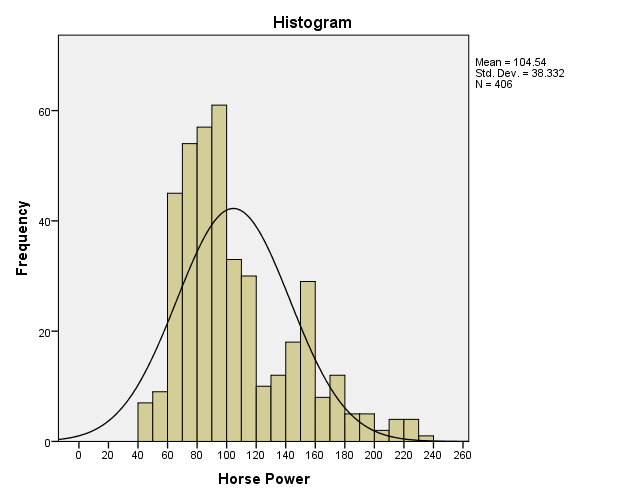 Histogram
Mean = 104.54
Std. Dev. = 38.332
N = 406
60
40
20
0
Frequency
0 20 40 60 80 100 120 140 160 180 200 220 240 260
Horse Power